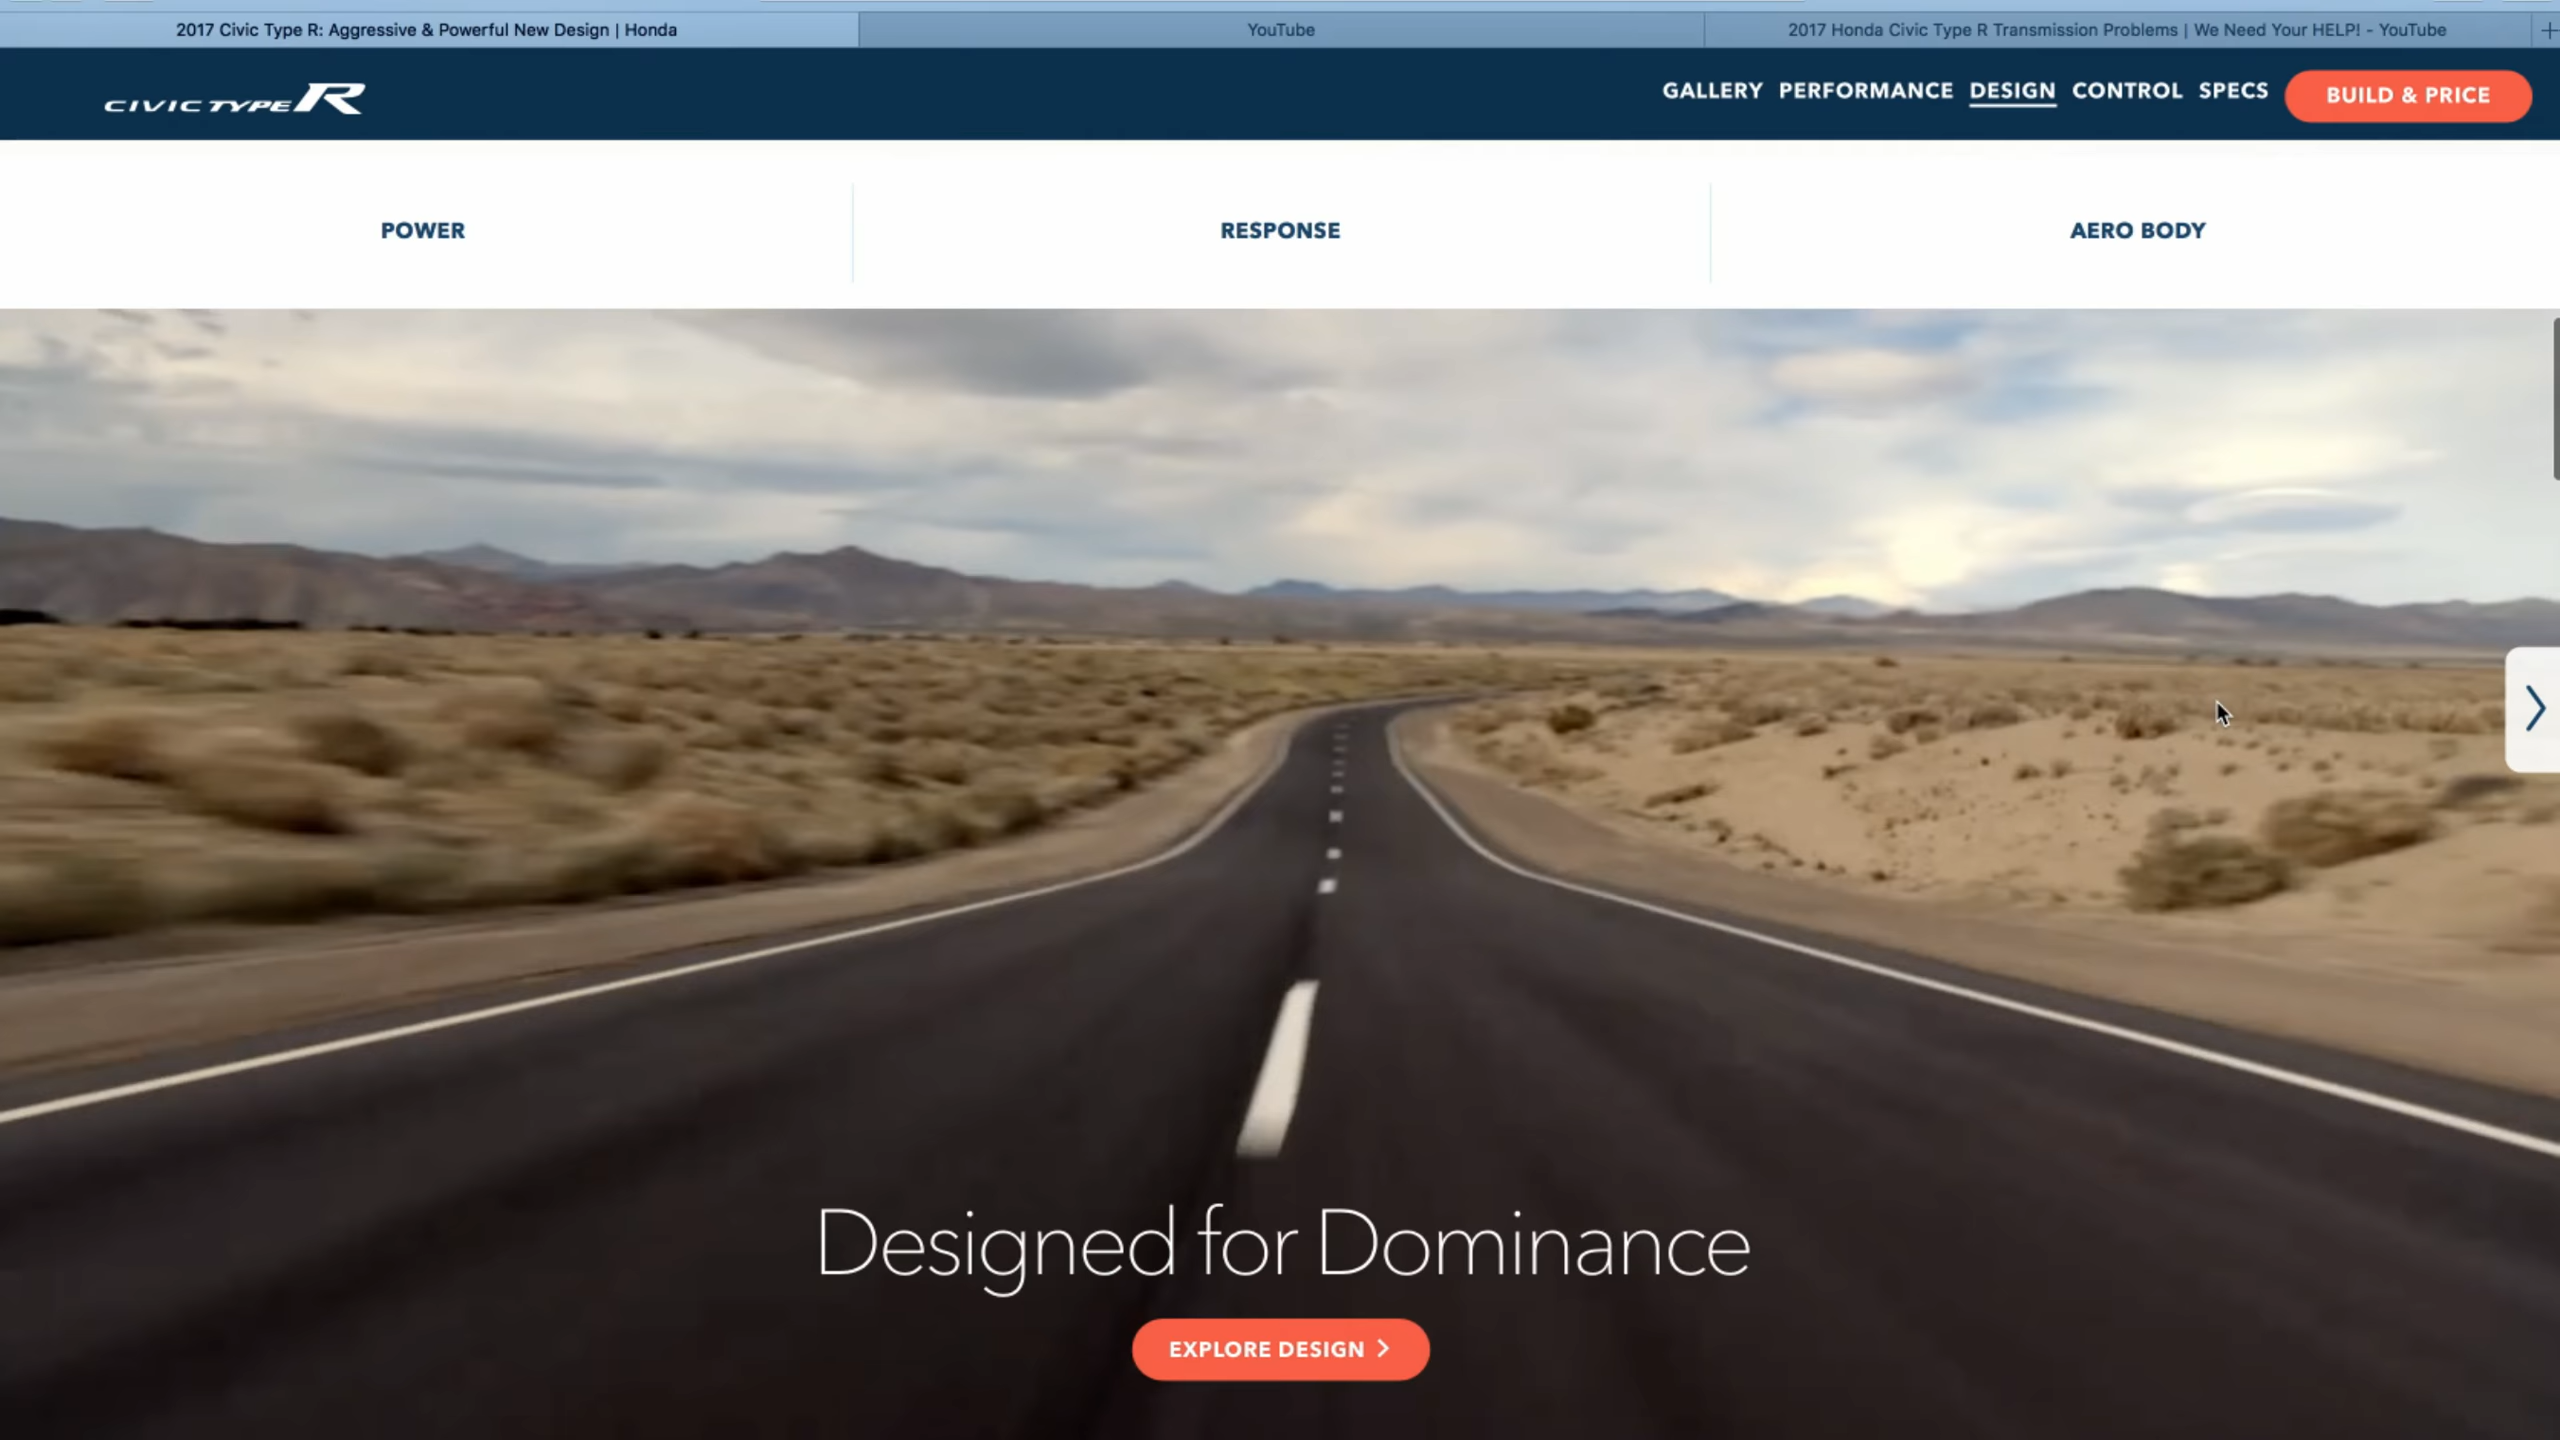 2017 Civic Type R: Aggressive & Powerful New Design | Honda
YouTube
2017 Honda Civic Type R Transmission Problems | We Need Your HELP! - YouTube
CIVIC TYPE R
GALLERY PERFORMANCE DESIGN CONTROL SPECS BUILD & PRICE
POWER
RESPONSE
AERO BODY
Designed for Dominance
EXPLORE DESIGN